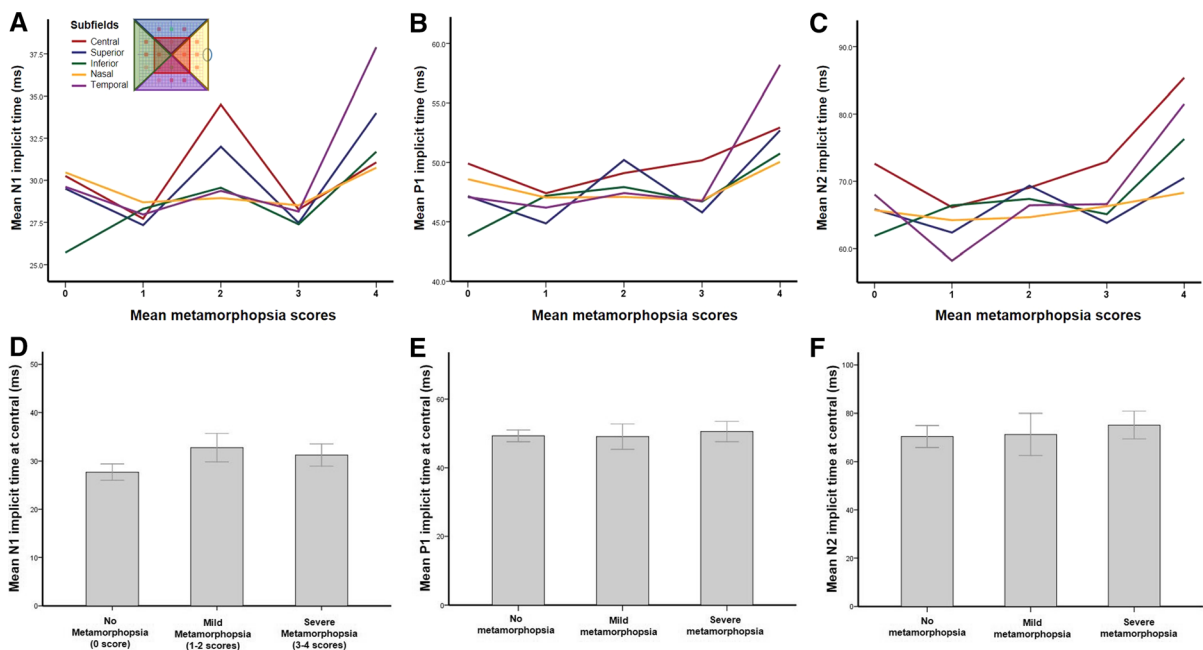 A
Subfields
Central
Superior
Inferior
Nasal
Temporal
Mean N1 implicit time (ms)
37.5
35.0
32.5
30.0
27.5
25.0
0 1 2 3 4
Mean metamorphopsia scores
B
Mean P1 implicit time (ms)
60.0
55.0
50.0
45.0
40.0
0 1 2 3 4
Mean metamorphopsia scores
C
Mean N2 implicit time (ms)
90.0
80.0
70.0
60.0
0 1 2 3 4
Mean metamorphopsia scores
D
Mean N1 implicit time at central (ms)
50
40
30
20
10
0
No
Metamorphopsia
(0 score)
Mild
Metamorphopsia
(1-2 scores)
Severe
Metamorphopsia
(3-4 scores)
E
Mean P1 implicit time at central (ms)
60
40
20
0
No
metamorphopsia
Mild
metamorphopsia
Severe
metamorphopsia
F
Mean N2 implicit time at central (ms)
100
80
60
40
20
0
No
metamorphopsia
Mild
metamorphopsia
Severe
metamorphopsia